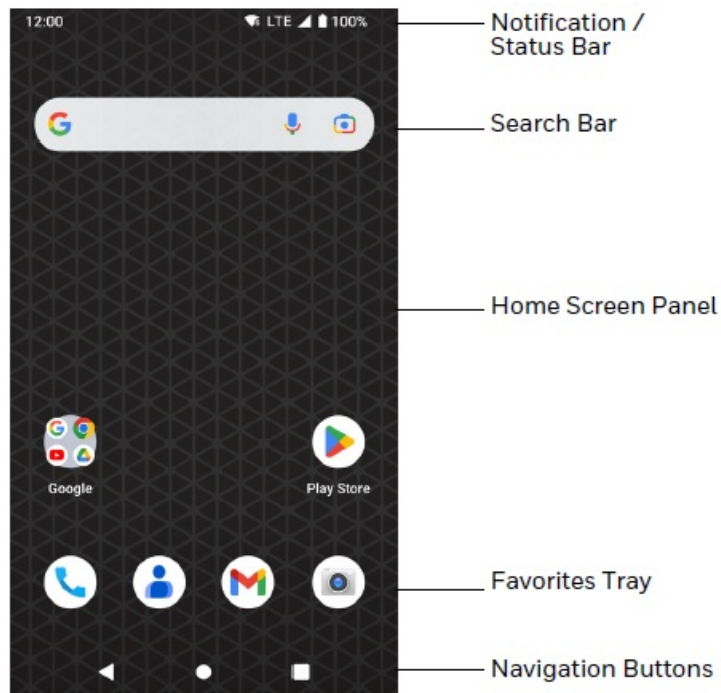 12:00 LTE 100%
Notification /
Status Bar
Search Bar
Home Screen Panel
Google
Play Store
Favorites Tray
Navigation Buttons